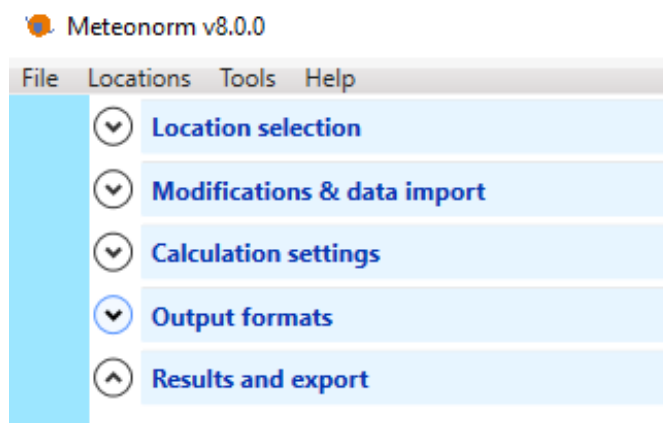 Meteonorm v8.0.0
File Locations Tools Help
Location selection
Modifications & data import
Calculation settings
Output formats
Results and export